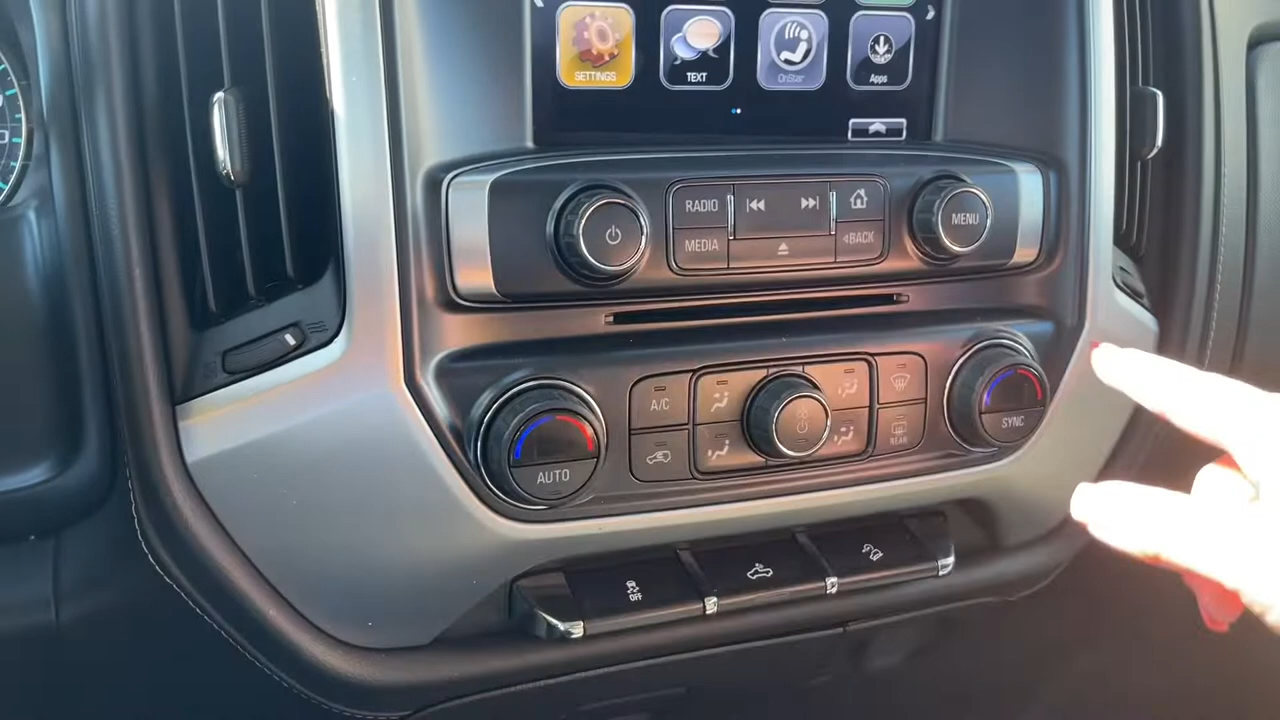 SETTINGS
TEXT
OnStar
Apps
RADIO
MEDIA
BACK
MENU
A/C
AUTO
REAR
SYNC
OFF